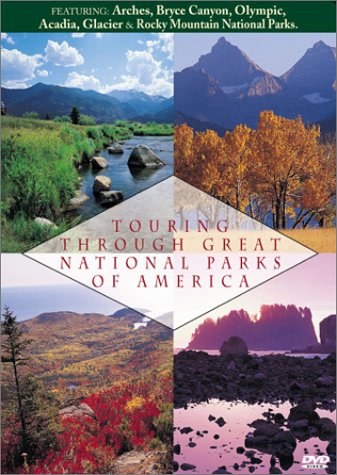 FEATURING: Arches, Bryce Canyon, Olympic,
Acadia, Glacier & Rocky Mountain National Parks.
TOURING
THROUGH GREAT
NATIONAL PARKS
OF AMERICA
DVD
VIDEO